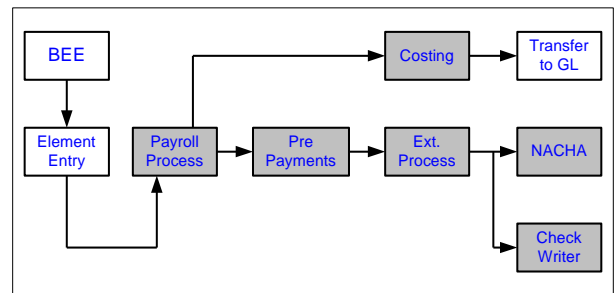 BEE
Costing
Transfer
to GL
Element
Entry
Payroll
Process
Pre
Payments
Ext.
Process
NACHA
Check
Writer